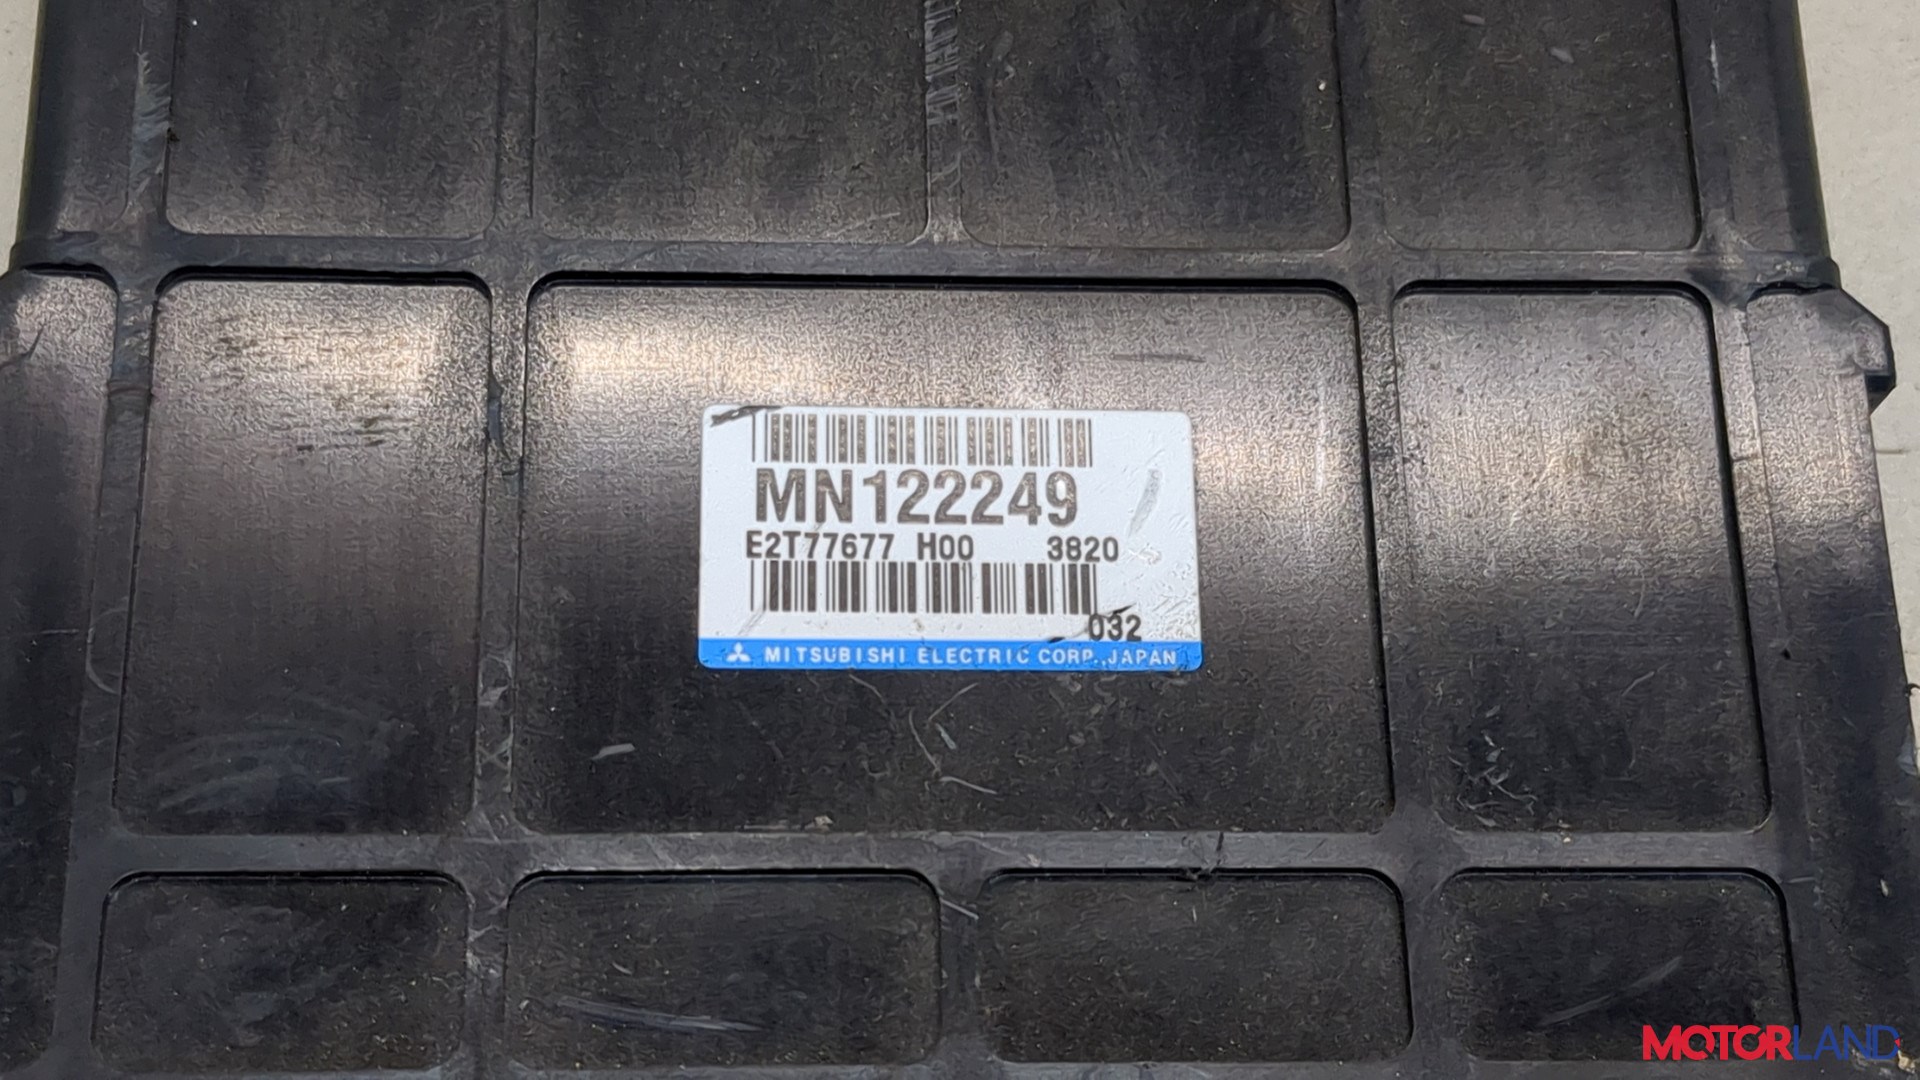 MN122249
E2T77677 H00 3820
032
MITSUBISHI ELECTRIC CORP.,JAPAN
MOTORLAND